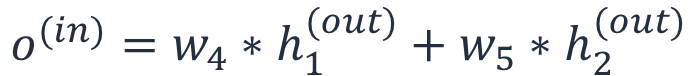 o^{(in)} = w_4 * h_1^{(out)} + w_5 * h_2^{(out)}